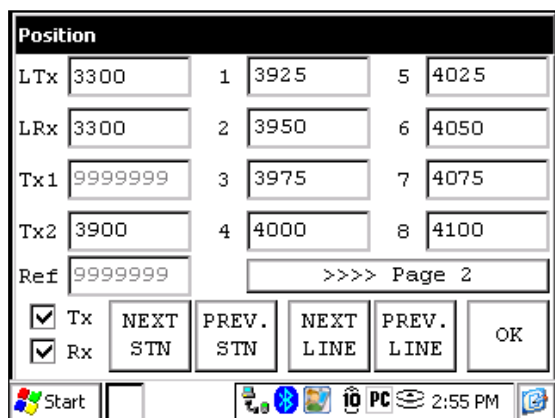 Position
LTx 3300 1 3925 5 4025
LRx 3300 2 3950 6 4050
Tx1 9999999 3 3975 7 4075
Tx2 3900 4 4000 8 4100
Ref 9999999 >>>> Page 2
Tx
Rx
NEXT STN
PREV. STN
NEXT LINE
PREV. LINE
OK
Start PC 2:55 PM